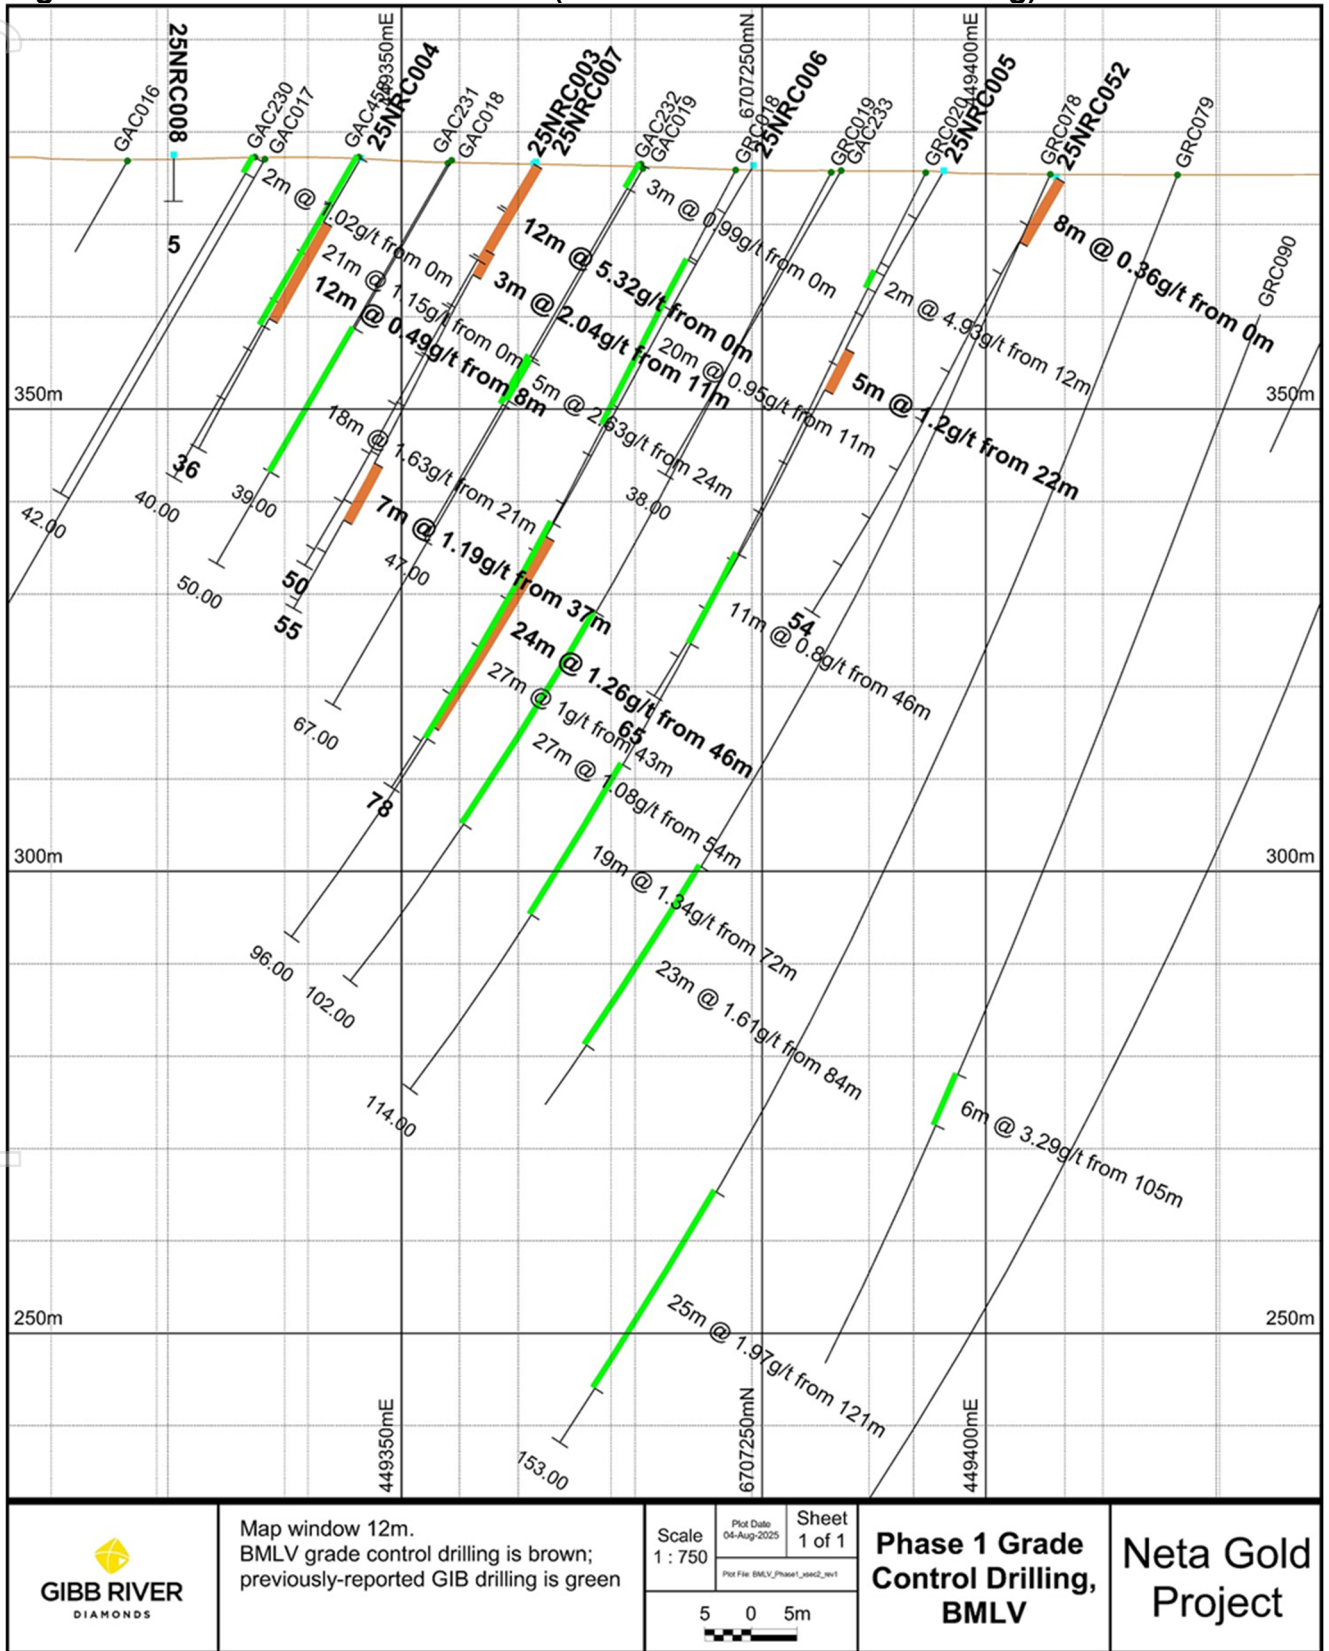 GAC016
25NRC008
GAC230
GAC017
25NRC004
449350mE
GAC231
GAC018
25NRC003
25NRC007
GAC232
GAC019
6707250mN
25NRC006
GRC019
GAC233
GRC020
25NRC005
449400mE
GRC078
25NRC052
GRC079
GRC090
5
2m @ 1.02g/t from 0m
21m @ 1.15g/t from 0m
12m @ 0.49g/t from 8m
12m @ 5.32g/t from 0m
3m @ 2.04g/t from 11m
3m @ 0.99g/t from 0m
20m @ 0.95g/t from 11m
5m @ 2.63g/t from 24m
2m @ 4.93g/t from 12m
5m @ 1.2g/t from 22m
8m @ 0.36g/t from 0m
350m
350m
18m @ 1.63g/t from 21m
7m @ 1.19g/t from 37m
36
40.00
39.00
42.00
38.00
47.00
50.00
50
55
54
11m @ 0.8g/t from 46m
24m @ 1.26g/t from 46m
27m @ 1g/t from 43m
27m @ 1.08g/t from 54m
65
67.00
78
300m
300m
19m @ 1.34g/t from 72m
23m @ 1.61g/t from 84m
96.00
102.00
114.00
6m @ 3.29g/t from 105m
250m
250m
25m @ 1.97g/t from 121m
153.00
449350mE
6707250mN
449400mE
GIBB RIVER
DIAMONDS
Map window 12m.
BMLV grade control drilling is brown;
previously-reported GIB drilling is green
Scale
1 : 750
Plot Date
04-Aug-2025
Sheet
1 of 1
Plot File: BMLV_Phase1_xsec2_rev1
5 0 5m
Phase 1 Grade
Control Drilling,
BMLV
Neta Gold
Project